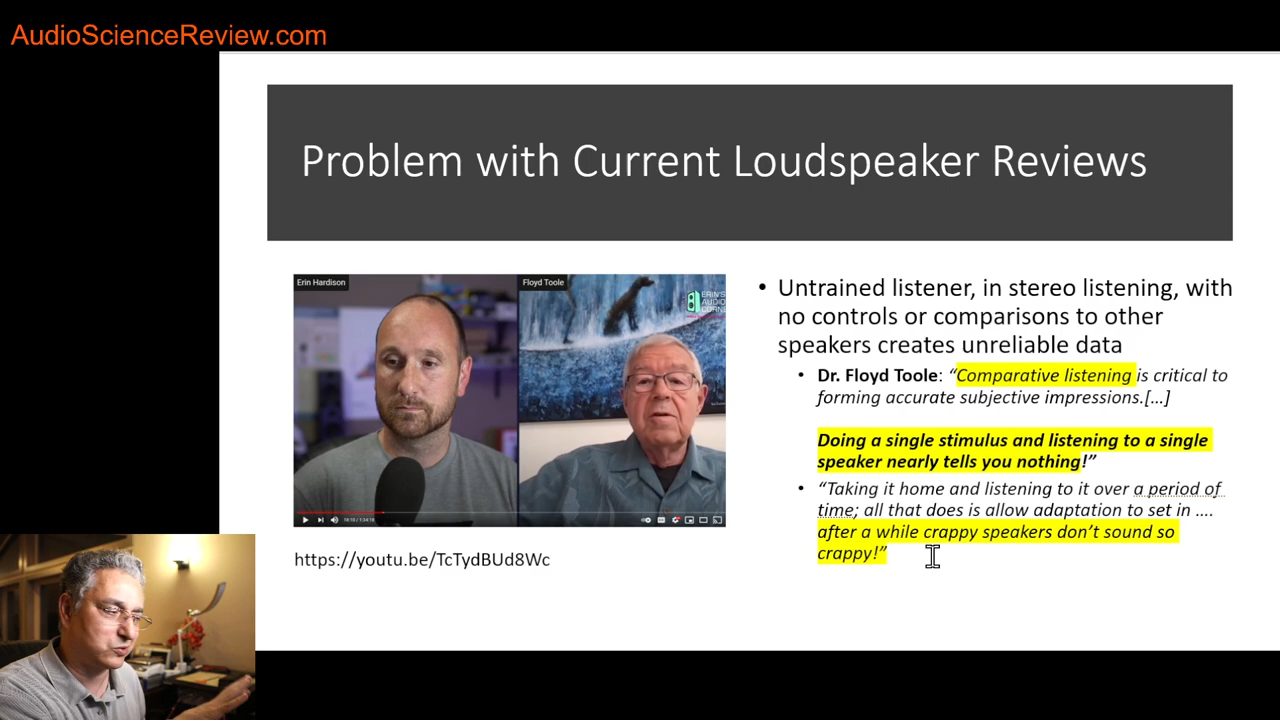 AudioScienceReview.com
Problem with Current Loudspeaker Reviews
Erin Hardison
Floyd Toole
ERIN'S
AUDIO
CORNER
• Untrained listener, in stereo listening, with
no controls or comparisons to other
speakers creates unreliable data
• Dr. Floyd Toole: “Comparative listening is critical to
forming accurate subjective impressions.[…]
Doing a single stimulus and listening to a single
speaker nearly tells you nothing!”
• “Taking it home and listening to it over a period of
time; all that does is allow adaptation to set in ....
after a while crappy speakers don’t sound so
crappy!”
https://youtu.be/TcTydBUd8Wc